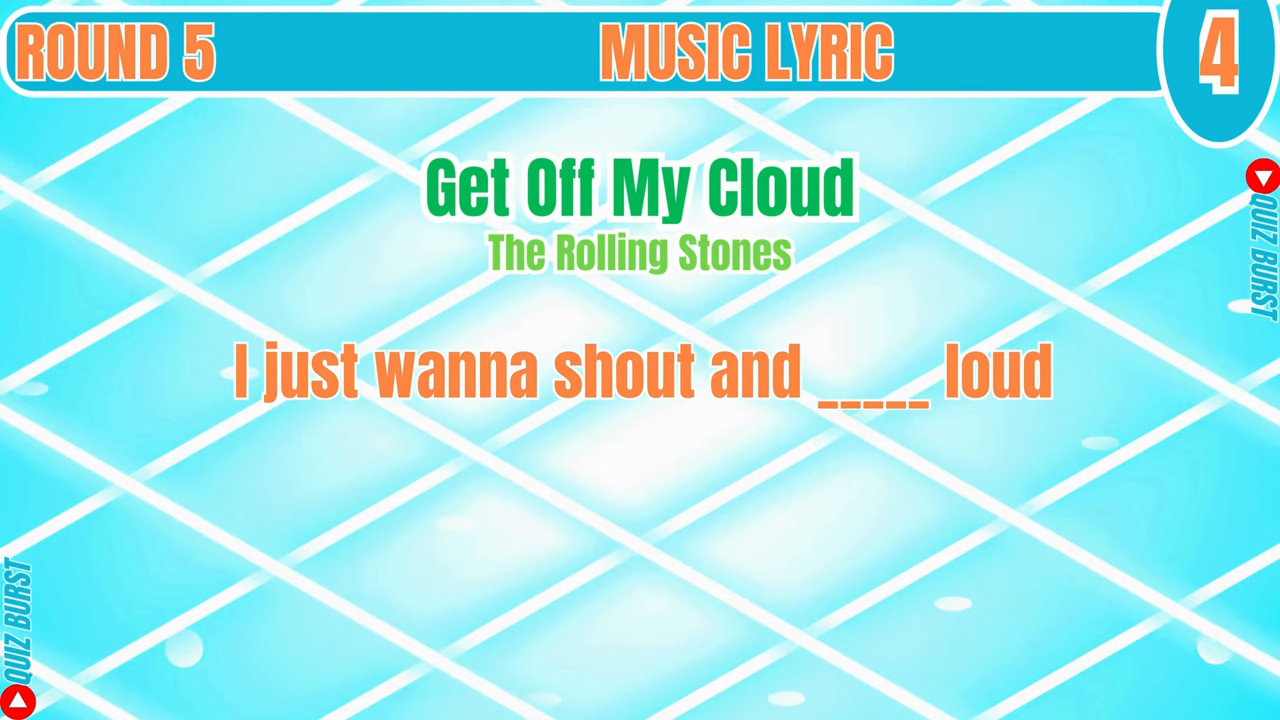 ROUND 5
MUSIC LYRIC
4
Get Off My Cloud
The Rolling Stones
I just wanna shout and _____ loud
QUIZ BURST
QUIZ BURST